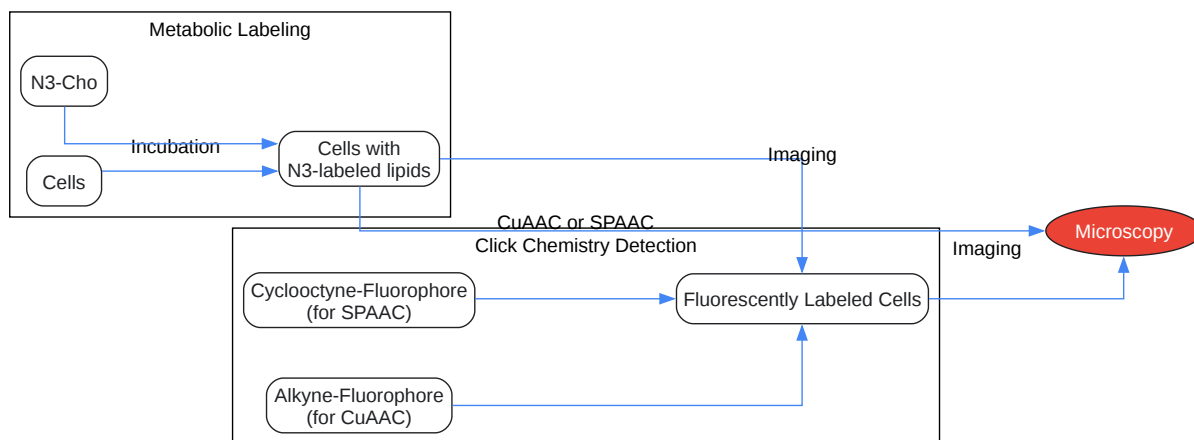 Metabolic Labeling
N3-Cho
Incubation
Cells
Cells with
N3-labeled lipids
Imaging
CuAAC or SPAAC
Click Chemistry Detection
Imaging
Microscopy
Cyclooctyne-Fluorophore
(for SPAAC)
Fluorescently Labeled Cells
Alkyne-Fluorophore
(for CuAAC)